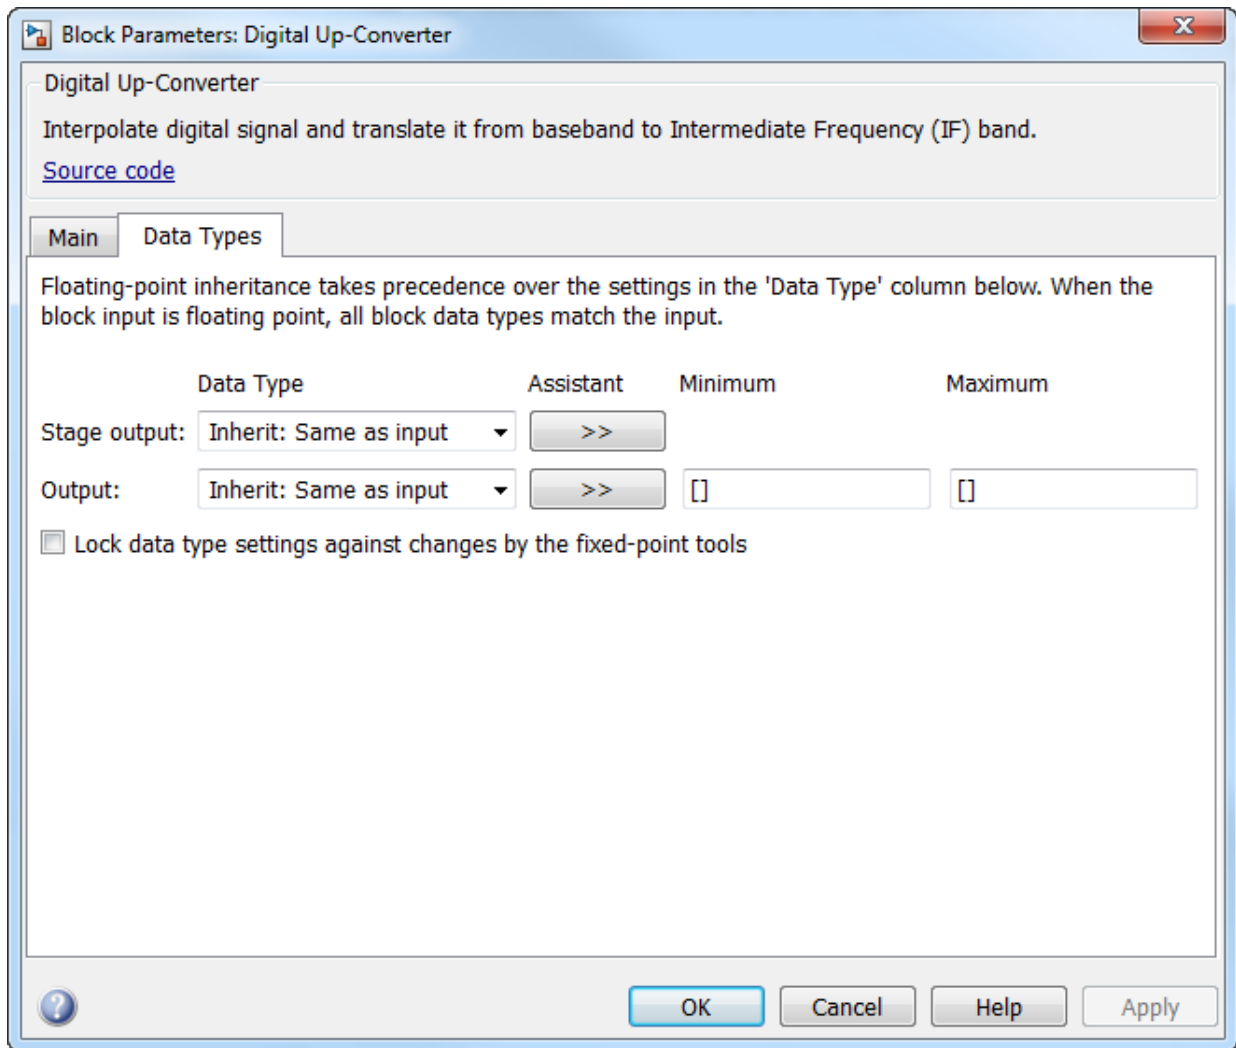 Block Parameters: Digital Up-Converter
X
Digital Up-Converter
Interpolate digital signal and translate it from baseband to Intermediate Frequency (IF) band.
Source code
Main Data Types
Floating-point inheritance takes precedence over the settings in the 'Data Type' column below. When the
block input is floating point, all block data types match the input.
Data Type Assistant Minimum Maximum
Stage output: Inherit: Same as input >>
Output: Inherit: Same as input >> [] []
Lock data type settings against changes by the fixed-point tools
? OK Cancel Help Apply